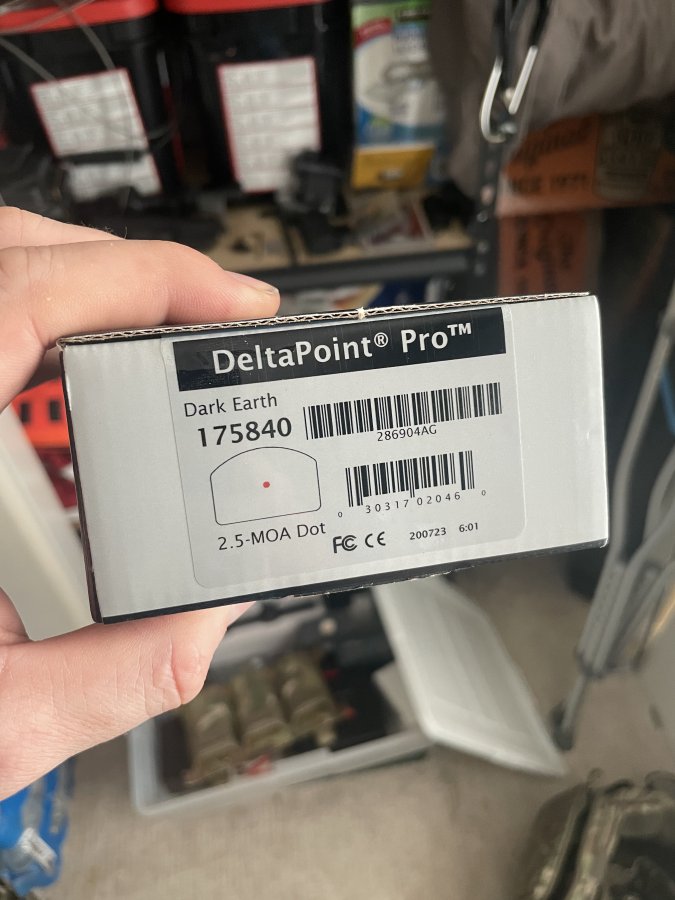 DeltaPoint® Pro™
Dark Earth
175840
286904AG
0 30317 02046 0
2.5-MOA Dot
FC CE 200723 6:01